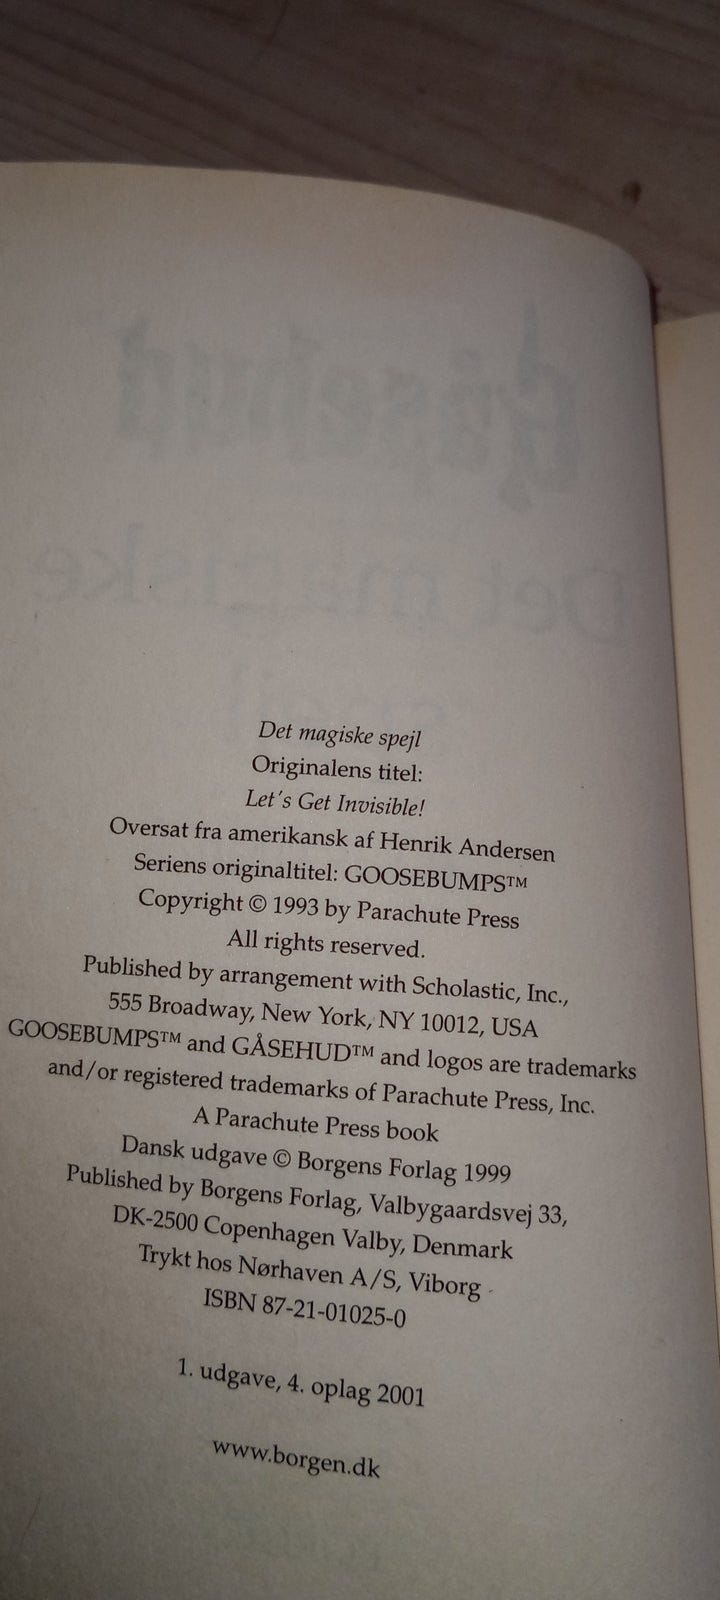 Det magiske spejl
Originalens titel:
Let's Get Invisible!
Oversat fra amerikansk af Henrik Andersen
Seriens originaltitel: GOOSEBUMPS™
Copyright © 1993 by Parachute Press
All rights reserved.
Published by arrangement with Scholastic, Inc.,
555 Broadway, New York, NY 10012, USA
GOOSEBUMPS™ and GÅSEHUD™ and logos are trademarks
and/or registered trademarks of Parachute Press, Inc.
A Parachute Press book
Dansk udgave © Borgens Forlag 1999
Published by Borgens Forlag, Valbygaardsvej 33,
DK-2500 Copenhagen Valby, Denmark
Trykt hos Nørhaven A/S, Viborg
ISBN 87-21-01025-0
1. udgave, 4. oplag 2001
www.borgen.dk